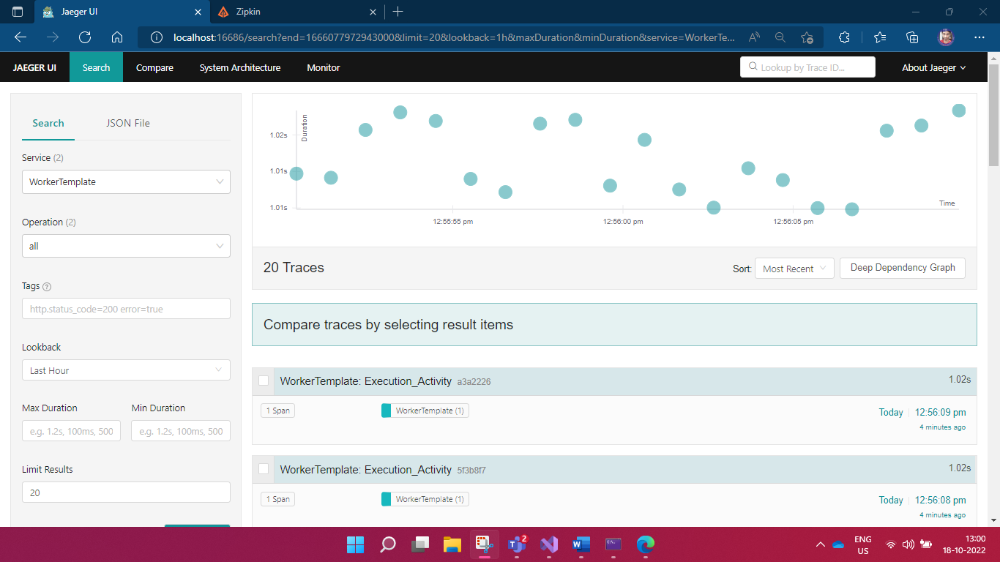 Jaeger UI
Zipkin
localhost:16686/search?end=1666077972943000&limit=20&lookback=1h&maxDuration&minDuration&service=WorkerTe...
JAEGER UI Search Compare System Architecture Monitor Lookup by Trace ID... About Jaeger
Search JSON File
Service (2)
WorkerTemplate
Operation (2)
all
Tags ?
http.status_code=200 error=true
Lookback
Last Hour
Max Duration Min Duration
e.g. 1.2s, 100ms, 500 e.g. 1.2s, 100ms, 500
Limit Results
20
Duration
1.02s
1.01s
1.01s
Time
12:55:55 pm 12:56:00 pm 12:56:05 pm
20 Traces Sort: Most Recent Deep Dependency Graph
Compare traces by selecting result items
WorkerTemplate: Execution_Activity a3a2226 1.02s
1 Span WorkerTemplate (1) Today 12:56:09 pm
4 minutes ago
WorkerTemplate: Execution_Activity 5f3b8f7 1.02s
1 Span WorkerTemplate (1) Today 12:56:08 pm
4 minutes ago
2
ENG
US
13:00
18-10-2022